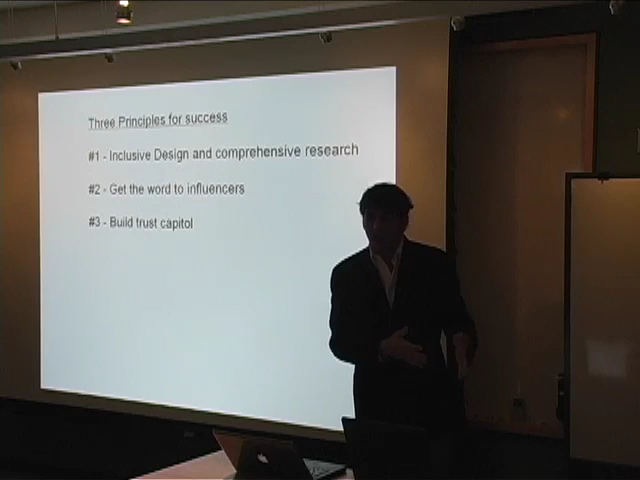 Three Principles for success
#1 - Inclusive Design and comprehensive research
#2 - Get the word to influencers
#3 - Build trust capitol